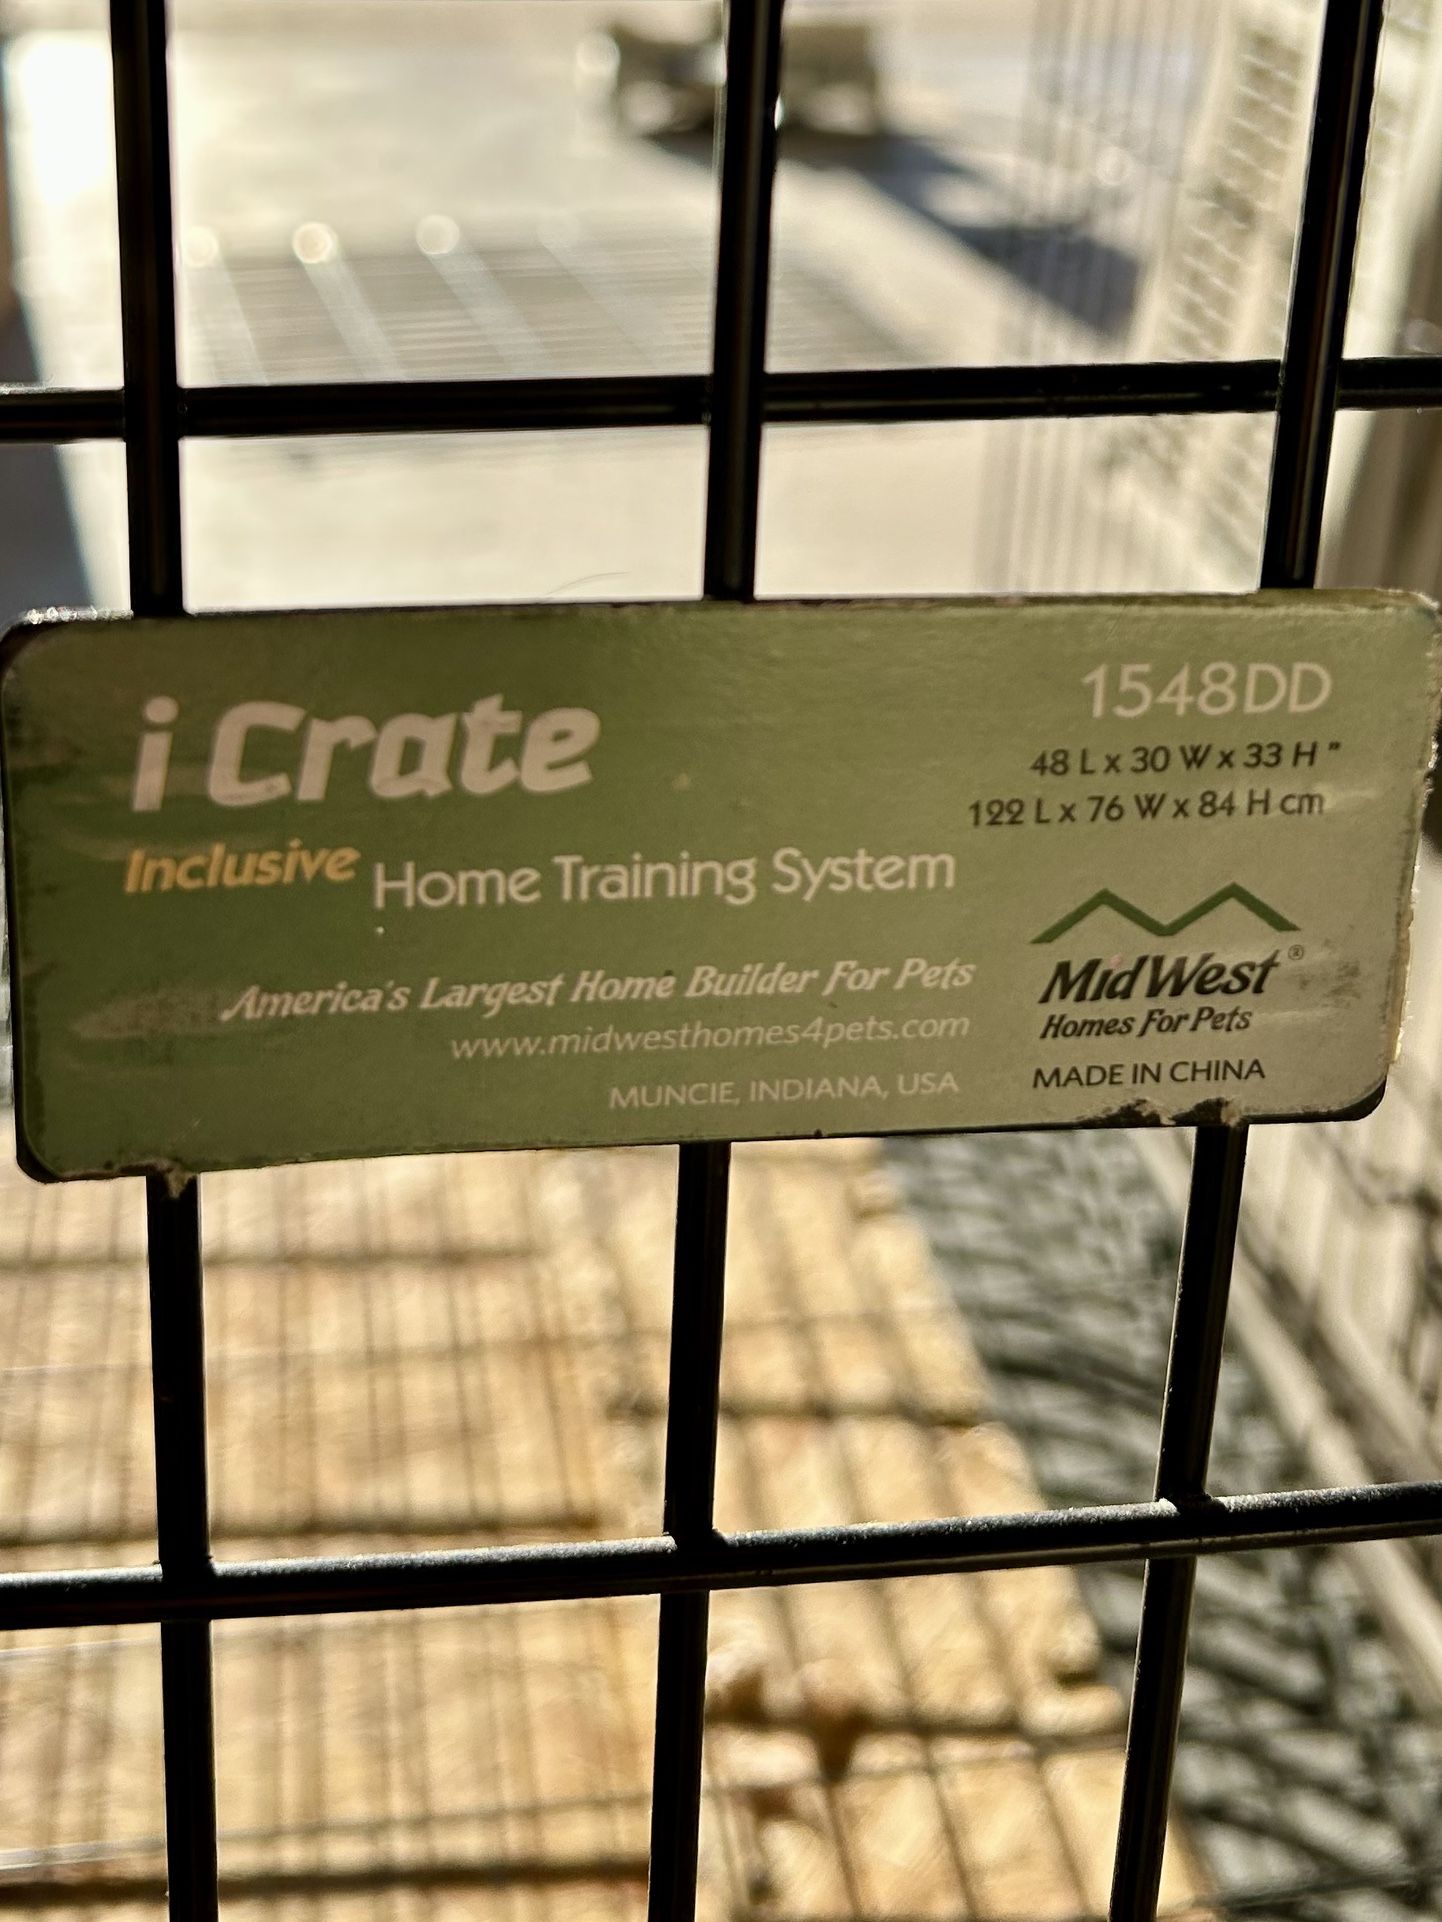 i Crate
Inclusive Home Training System
America's Largest Home Builder For Pets
www.midwesthomes4pets.com
MUNCIE, INDIANA, USA
1548DD
48 L x 30 W x 33 H "
122 L x 76 W x 84 H cm
MidWest®
Homes For Pets
MADE IN CHINA